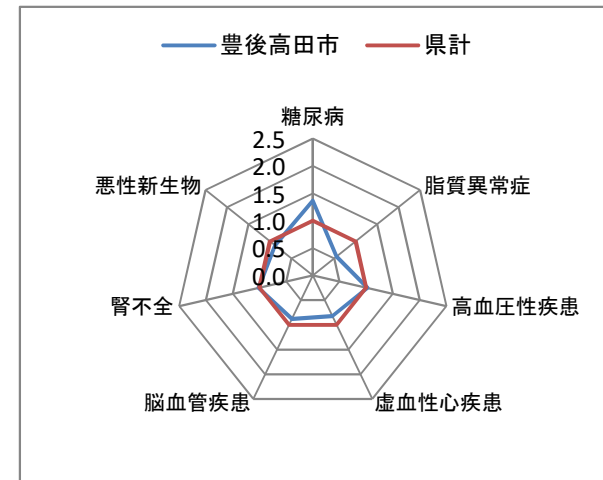 豊後高田市 県計
糖尿病
2.5
2.0
1.5
1.0
0.5
0.0
脂質異常症
高血圧性疾患
虚血性心疾患
脳血管疾患
腎不全
悪性新生物